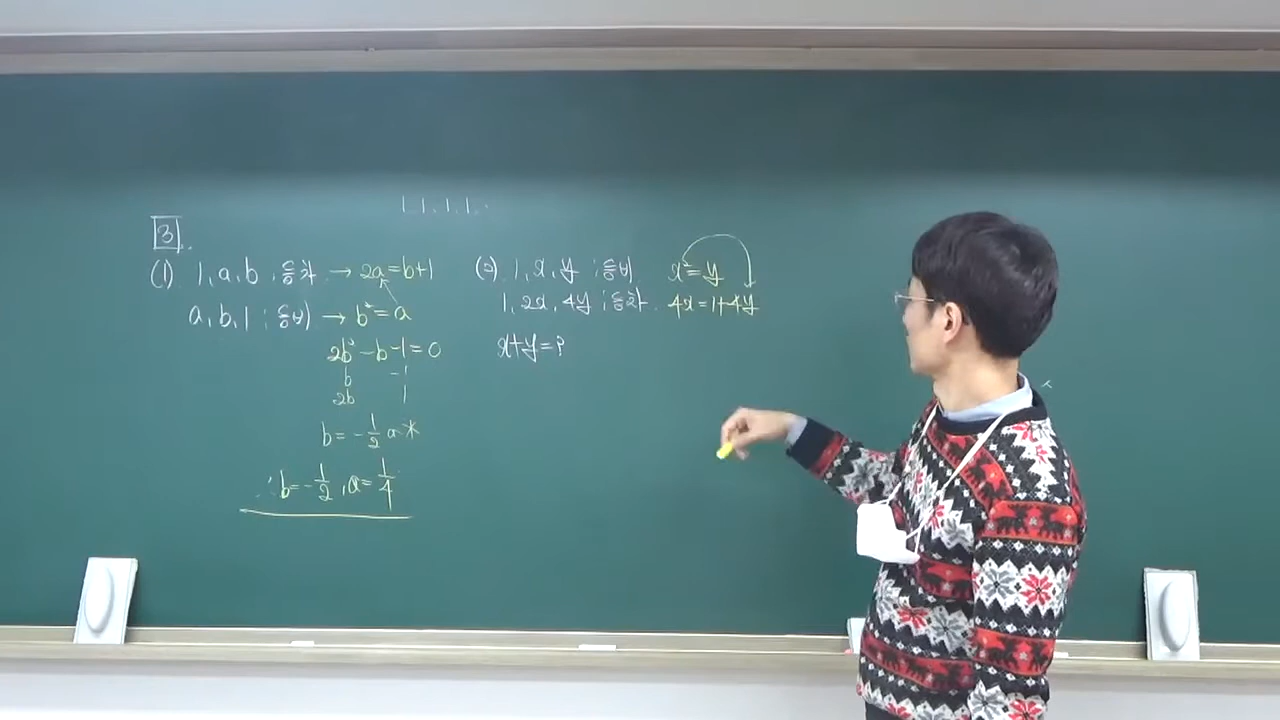 1, 1, 1, 1, ..
3.
(1) 1, a, b ; 등차. → 2a=b+1
a, b, 1 ; 등비) → b²=a
2b²-b-1=0
b -1
2b 1
b=-1/2 or *
∴ b=-1/2, a=1/4
(2) 1, x, y ; 등비 x²=y
1, 2x, 4y ; 등차. 4x=1+4y
x+y=?